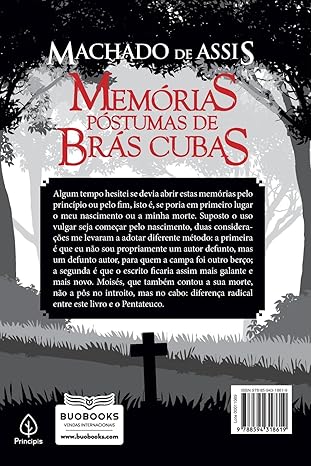 MACHADO DE ASSIS
MEMÓRIAS
PÓSTUMAS DE
BRÁS CUBAS
Algum tempo hesitei se devia abrir estas memórias pelo
princípio ou pelo fim, isto é, se poria em primeiro lugar
o meu nascimento ou a minha morte. Suposto o uso
vulgar seja começar pelo nascimento, duas considera-
ções me levaram a adotar diferente método: a primeira
é que eu não sou propriamente um autor defunto, mas
um defunto autor, para quem a campa foi outro berço; a
segunda é que o escrito ficaria assim mais galante e
mais novo. Moisés, que também contou a sua morte,
não a pôs no introito, mas no cabo: diferença radical
entre este livro e o Pentateuco.
Principis
BUOBOOKS
VENDAS INTERNACIONAIS
www.buobooks.com
9 788594 318619